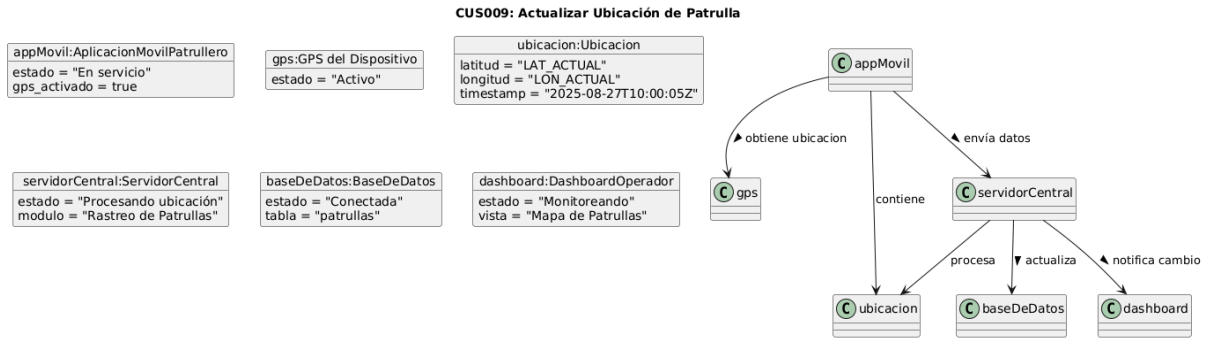 CUS009: Actualizar Ubicación de Patrulla
appMovil:AplicacionMovilPatrullero
estado = "En servicio"
gps_activado = true
gps:GPS del Dispositivo
estado = "Activo"
ubicacion:Ubicacion
latitud = "LAT_ACTUAL"
longitud = "LON_ACTUAL"
timestamp = "2025-08-27T10:00:05Z"
C appMovil
obtiene ubicacion
contiene
envía datos
servidorCentral:ServidorCentral
estado = "Procesando ubicación"
modulo = "Rastreo de Patrullas"
baseDeDatos:BaseDeDatos
estado = "Conectada"
tabla = "patrullas"
dashboard:DashboardOperador
estado = "Monitoreando"
vista = "Mapa de Patrullas"
C gps
C servidorCentral
procesa
actualiza
notifica cambio
C ubicacion
C baseDeDatos
C dashboard